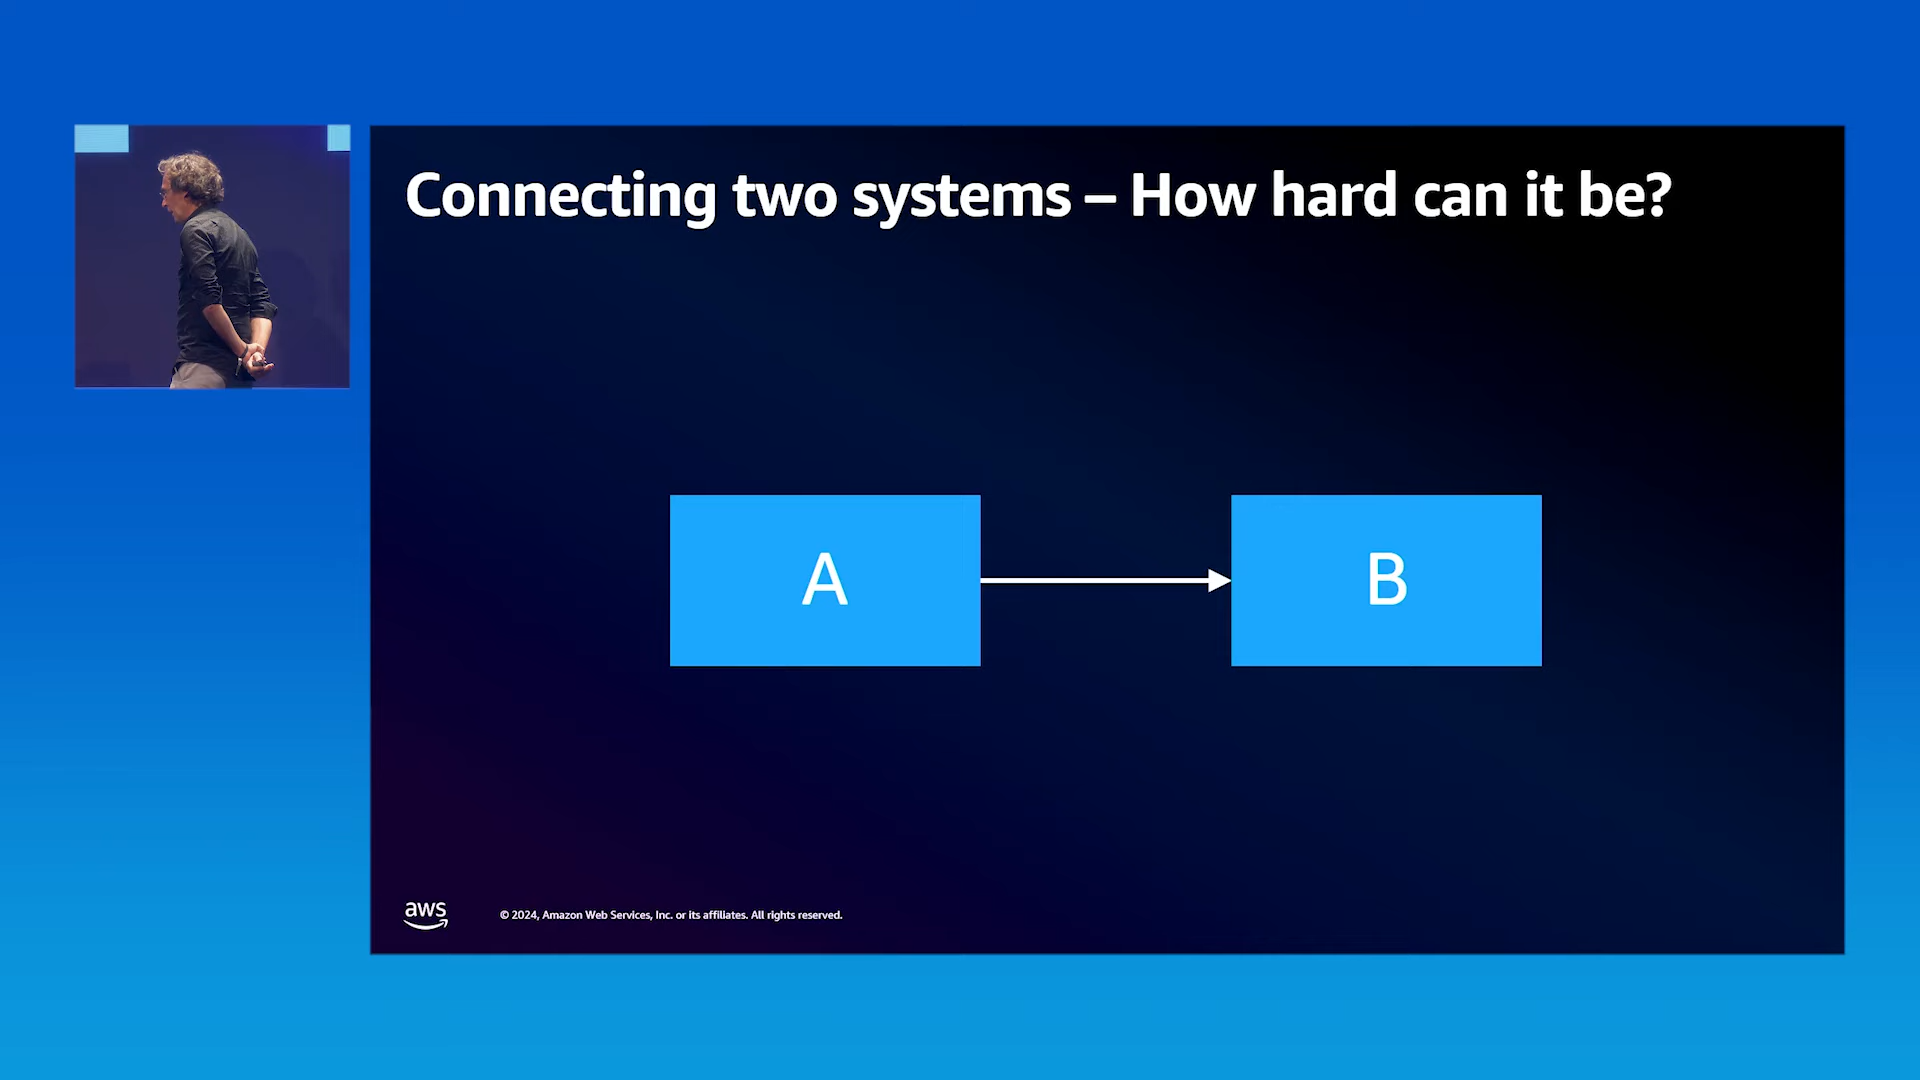 Connecting two systems – How hard can it be?
A
B
aws
© 2024, Amazon Web Services, Inc. or its affiliates. All rights reserved.